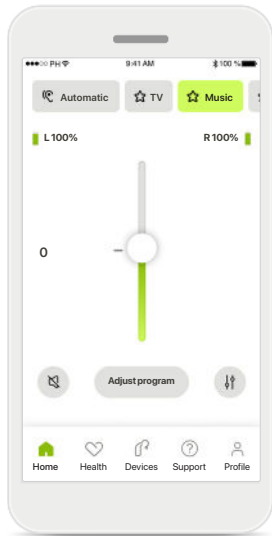 PH 9:41 AM 100 %
Automatic TV Music
L 100% R 100%
0
Adjust program
Home Health Devices Support Profile